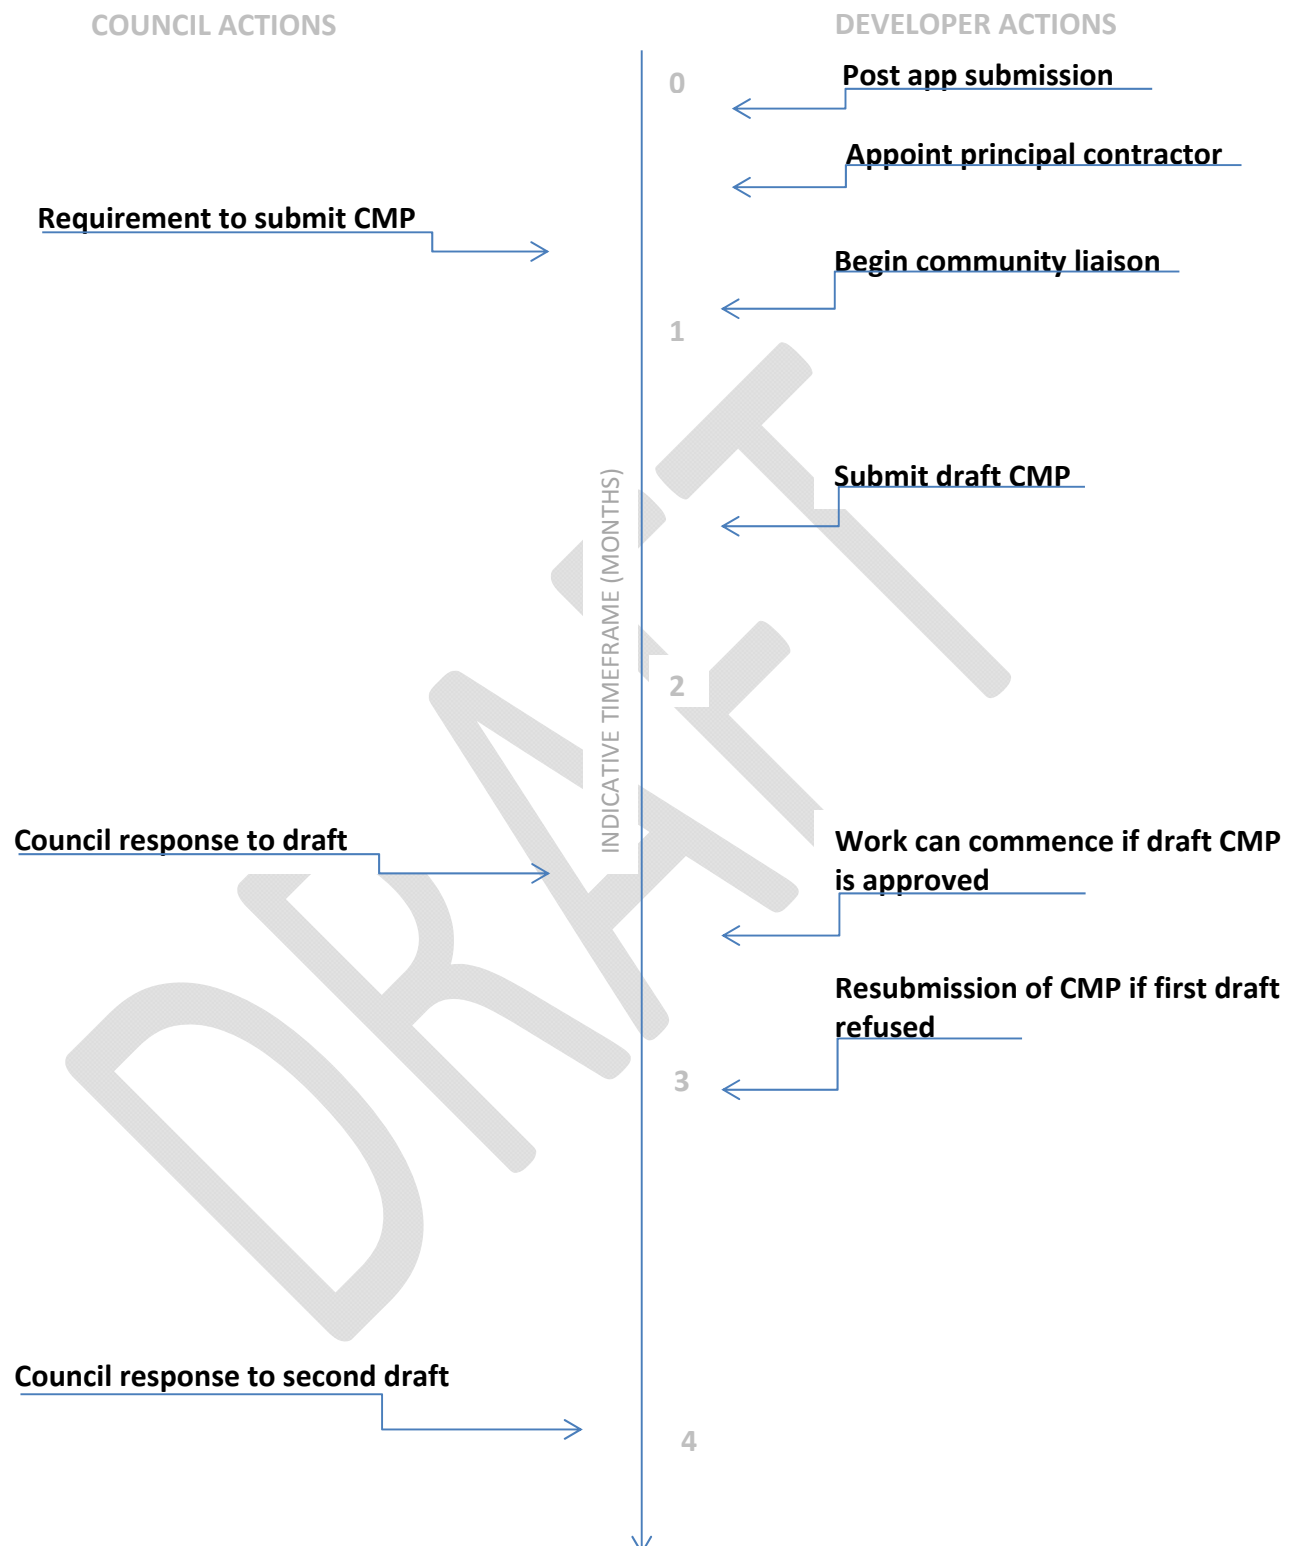 COUNCIL ACTIONS
DEVELOPER ACTIONS
0
Post app submission
Appoint principal contractor
Requirement to submit CMP
Begin community liaison
1
Submit draft CMP
INDICATIVE TIMEFRAME (MONTHS)
2
Council response to draft
Work can commence if draft CMP
is approved
Resubmission of CMP if first draft
refused
3
Council response to second draft
4
DRAFT